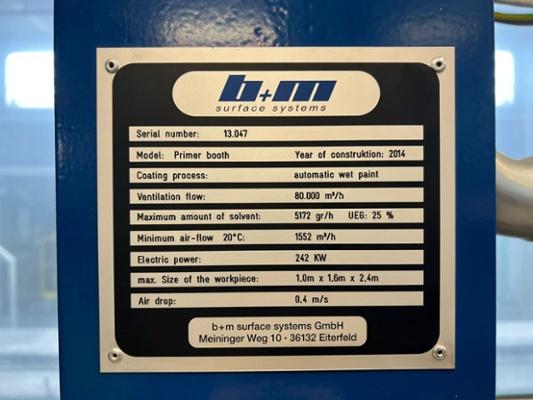 b+m
surface systems
Serial number: 13.047
Model: Primer booth Year of construktion: 2014
Coating process: automatic wet paint
Ventilation flow: 80.000 m³/h
Maximum amount of solvent: 5172 gr/h UEG: 25 %
Minimum air-flow 20°C: 1552 m³/h
Electric power: 242 KW
max. Size of the workpiece: 1.0m x 1.6m x 2.4m
Air drop: 0.4 m/s
b+m surface systems GmbH
Meininger Weg 10 • 36132 Eiterfeld